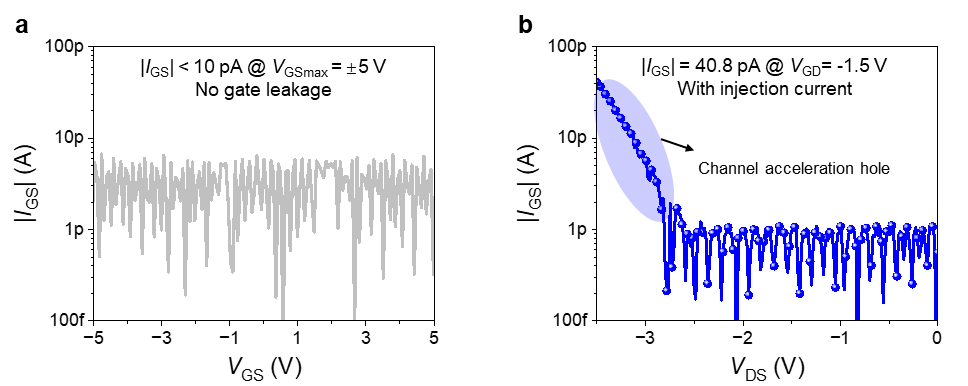 a
100p
10p
1p
100f
|IGS| (A)
|IGS| < 10 pA @ VGSmax = ±5 V
No gate leakage
−5 −3 −1 1 3 5
VGS (V)
b
100p
10p
1p
100f
|IGS| (A)
|IGS| = 40.8 pA @ VGD= -1.5 V
With injection current
Channel acceleration hole
−3 −2 −1 0
VDS (V)